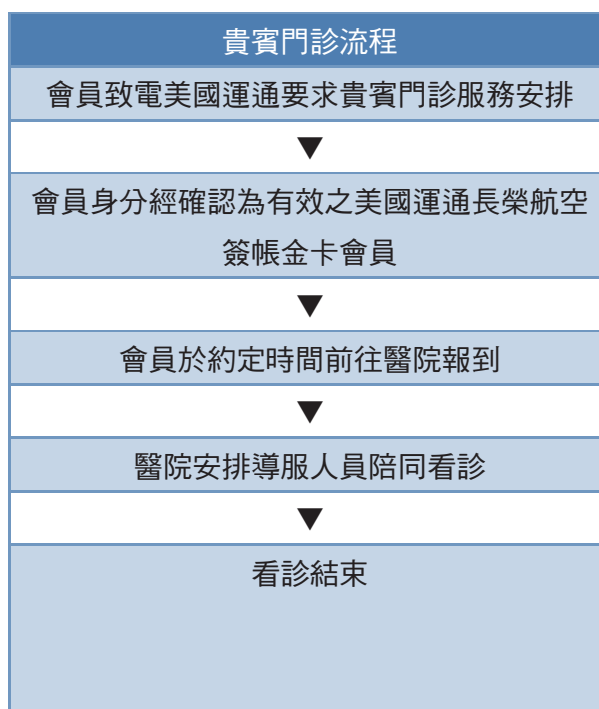 貴賓門診流程
會員致電美國運通要求貴賓門診服務安排
▼
會員身分經確認為有效之美國運通長榮航空
簽帳金卡會員
▼
會員於約定時間前往醫院報到
▼
醫院安排導服人員陪同看診
▼
看診結束